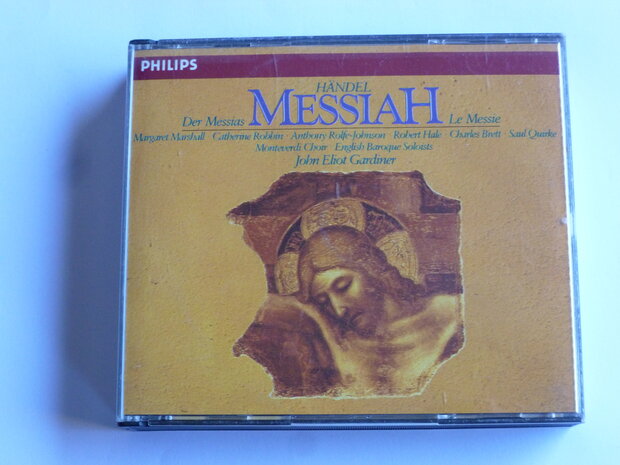 PHILIPS
HÄNDEL
Der Messias MESSIAH Le Messie
Margaret Marshall · Catherine Robbin · Anthony Rolfe-Johnson · Robert Hale · Charles Brett · Saul Quirke
Monteverdi Choir · English Baroque Soloists
John Eliot Gardiner